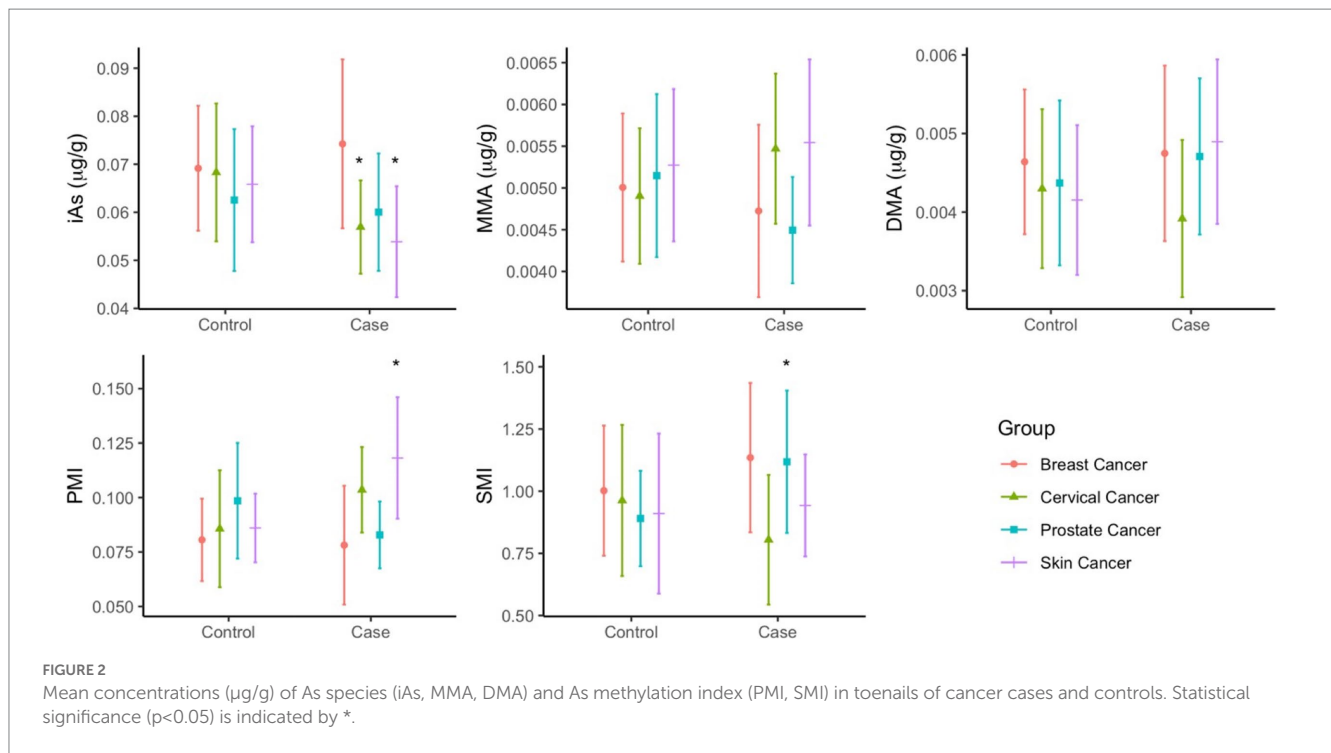 iAs (µg/g)
0.09
0.08
0.07
0.06
0.05
0.04
* *
Control Case
MMA (µg/g)
0.0065
0.0060
0.0055
0.0050
0.0045
0.0040
Control Case
DMA (µg/g)
0.006
0.005
0.004
0.003
Control Case
PMI
0.150
0.125
0.100
0.075
0.050
*
Control Case
SMI
1.50
1.25
1.00
0.75
0.50
*
Control Case
Group
Breast Cancer
Cervical Cancer
Prostate Cancer
Skin Cancer
FIGURE 2
Mean concentrations (µg/g) of As species (iAs, MMA, DMA) and As methylation index (PMI, SMI) in toenails of cancer cases and controls. Statistical
significance (p<0.05) is indicated by *.